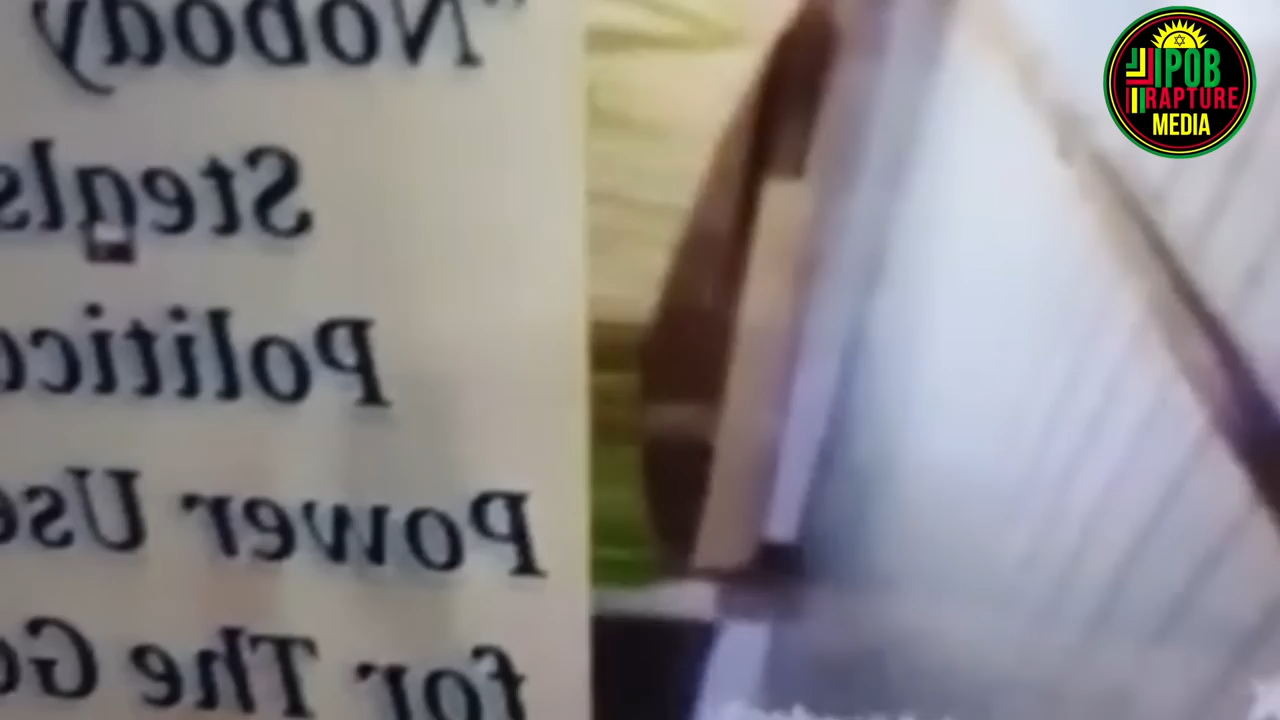 "Nobody
Steals
Politic
Power Use
for The G
IPOB
RAPTURE
MEDIA